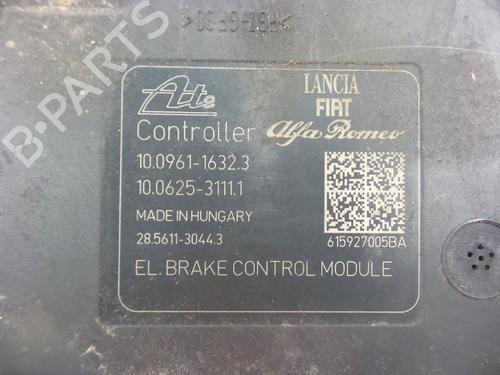 Ate
LANCIA
FIAT
Alfa Romeo
Controller
10.0961-1632.3
10.0625-3111.1
MADE IN HUNGARY
28.5611-3044.3
615927005BA
EL. BRAKE CONTROL MODULE
B-PARTS
B-PARTS